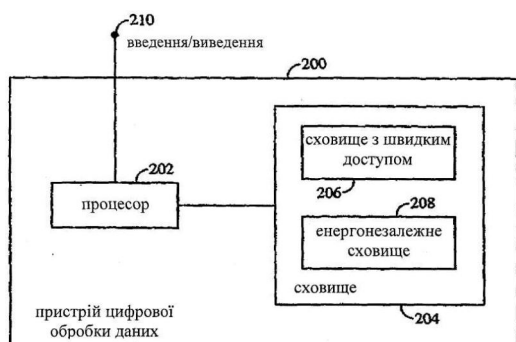 210
введення/виведення
200
202
процесор
сховище з швидким
доступом
206
208
енергонезалежне
сховище
сховище
204
пристрій цифрової
обробки даних